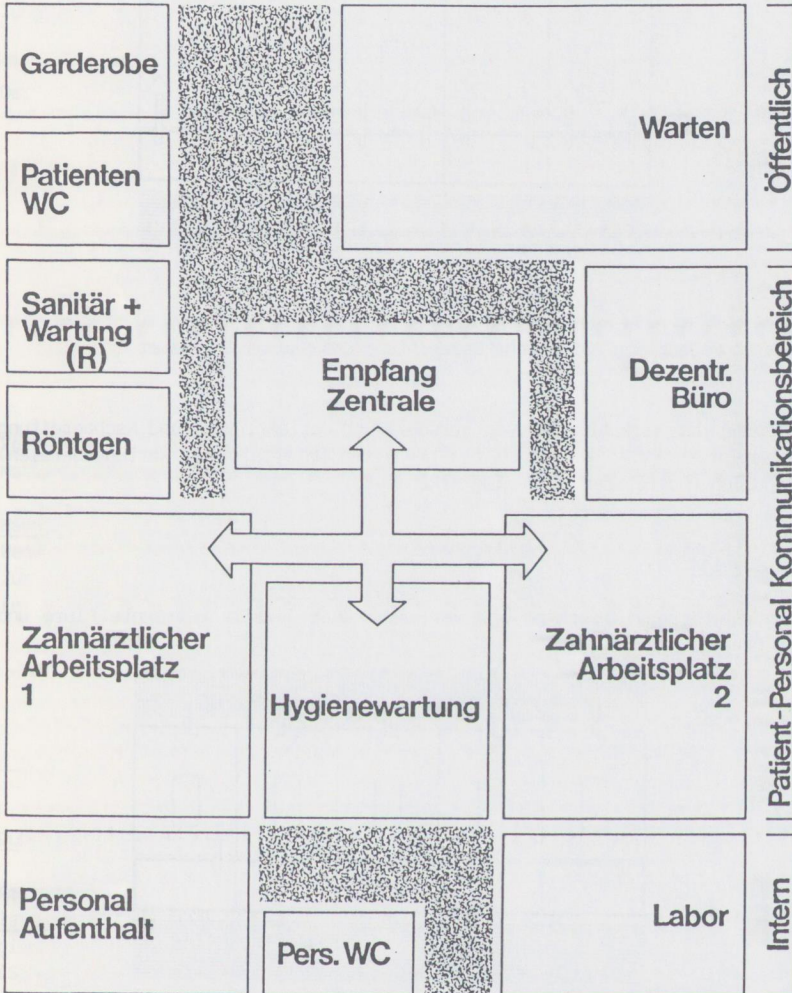 Garderobe
Warten
Öffentlich
Patienten
WC
Sanitär +
Wartung
(R)
Empfang
Zentrale
Dezentr.
Büro
Röntgen
Patient-Personal Kommunikationsbereich
Zahnärztlicher
Arbeitsplatz
1
Hygienewartung
Zahnärztlicher
Arbeitsplatz
2
Personal
Aufenthalt
Pers. WC
Labor
Intern